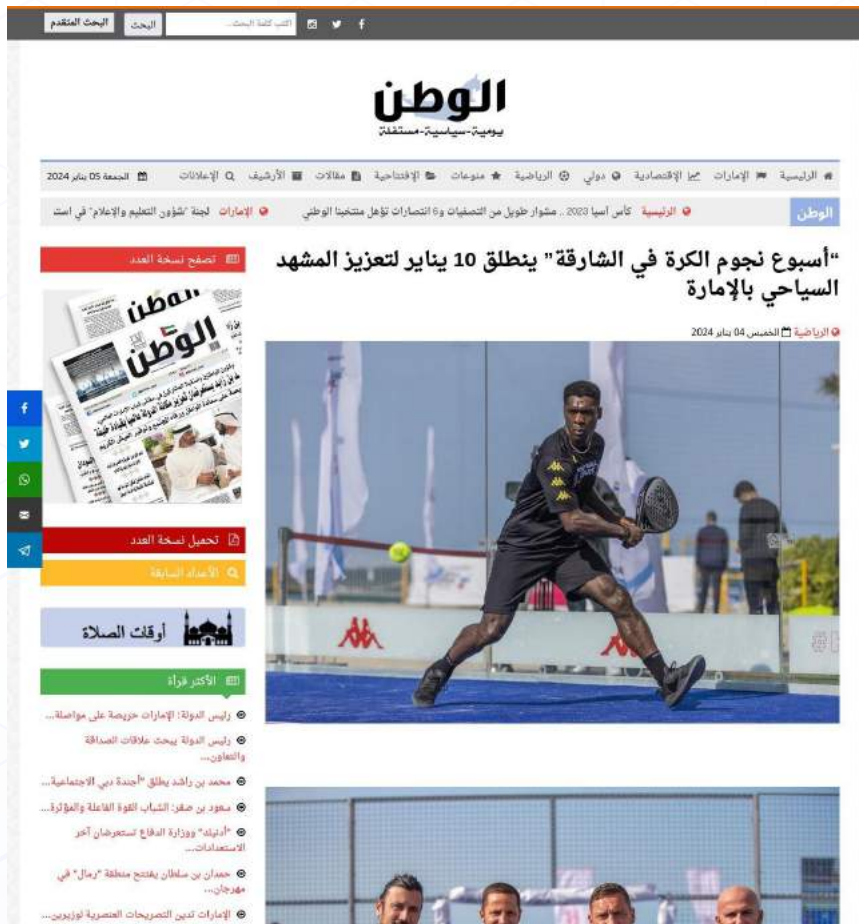 اكتب كلمة البحث...
البحث
البحث المتقدم
الوطن
يومية-سياسية-مستقلة
الرئيسية
الإمارات
الإقتصادية
دولي
الرياضية
منوعات
الإفتتاحية
مقالات
الأرشيف
الإعلانات
الجمعة 05 يناير 2024
الوطن
الرئيسية كأس آسيا 2023 .. مشوار طويل من التصفيات و6 انتصارات تؤهل منتخبنا الوطني
الإمارات لجنة "شؤون التعليم والإعلام" في
“أسبوع نجوم الكرة في الشارقة” ينطلق 10 يناير لتعزيز المشهد
السياحي بالإمارة
الرياضية الخميس 04 يناير 2024
تصفح نسخة العدد
الوطن
الوطن
تحميل نسخة العدد
الأعداد السابقة
أوقات الصلاة
الأكثر قرأة
رئيس الدولة: الإمارات حريصة على مواصلة...
رئيس الدولة يبحث علاقات الصداقة
والتعاون...
محمد بن راشد يطلق “أجندة دبي الاجتماعية...
سعود بن صقر: الشباب القوة الفاعلة والمؤثرة...
“أدنيك” ووزارة الدفاع تستعرضان آخر
الاستعدادات...
حمدان بن سلطان يفتتح منطقة “رمال” في
مهرجان...
الإمارات تدين التصريحات العنصرية لوزيرين...